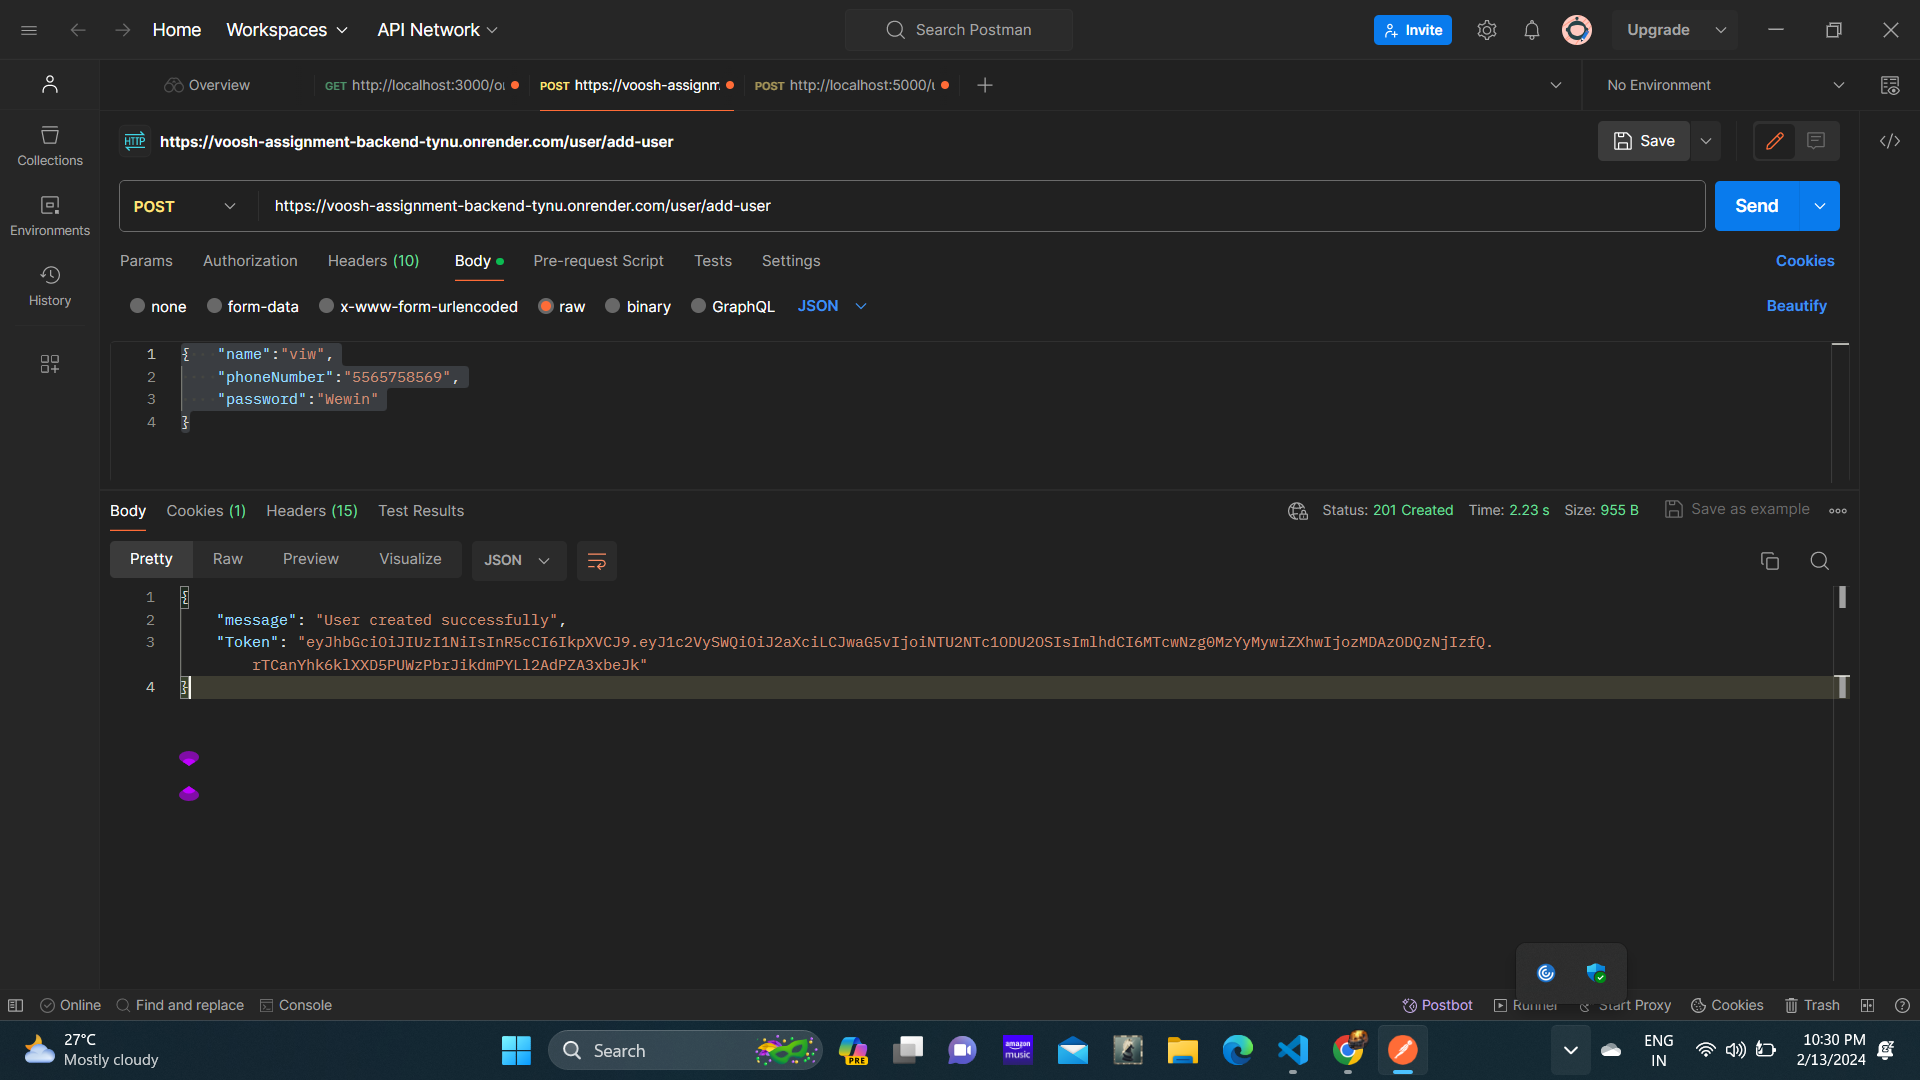 Home Workspaces API Network Search Postman Invite Upgrade
Overview GET http://localhost:3000/o POST https://voosh-assignm POST http://localhost:5000/ No Environment
HTTP https://voosh-assignment-backend-tynu.onrender.com/user/add-user Save
Collections
POST https://voosh-assignment-backend-tynu.onrender.com/user/add-user Send
Environments
Params Authorization Headers (10) Body Pre-request Script Tests Settings Cookies
History
none form-data x-www-form-urlencoded raw binary GraphQL JSON Beautify
1 { "name":"viw",
2 "phoneNumber":"5565758569",
3 "password":"Wewin"
4 }
Body Cookies (1) Headers (15) Test Results Status: 201 Created Time: 2.23 s Size: 955 B Save as example
Pretty Raw Preview Visualize JSON
1 {
2 "message": "User created successfully",
3 "Token": "eyJhbGciOiJIUzI1NiIsInR5cCI6IkpXVCJ9.eyJ1c2VySWQiOiJ2aXciLCJwaG5vIjoiNTU2NTc1ODU2OSIsImlhdCI6MTcwNzg0MzYyMywiZXhwIjozMDAzODQzNjIzfQ.
rTCanYhk6klXXD5PUWzPbrJikdmPYLl2AdPZA3xbeJk"
4 }
Online Find and replace Console Postbot Runner Start Proxy Cookies Trash
27°C
Mostly cloudy
Search
PRE
amazon music
ENG
IN
10:30 PM
2/13/2024